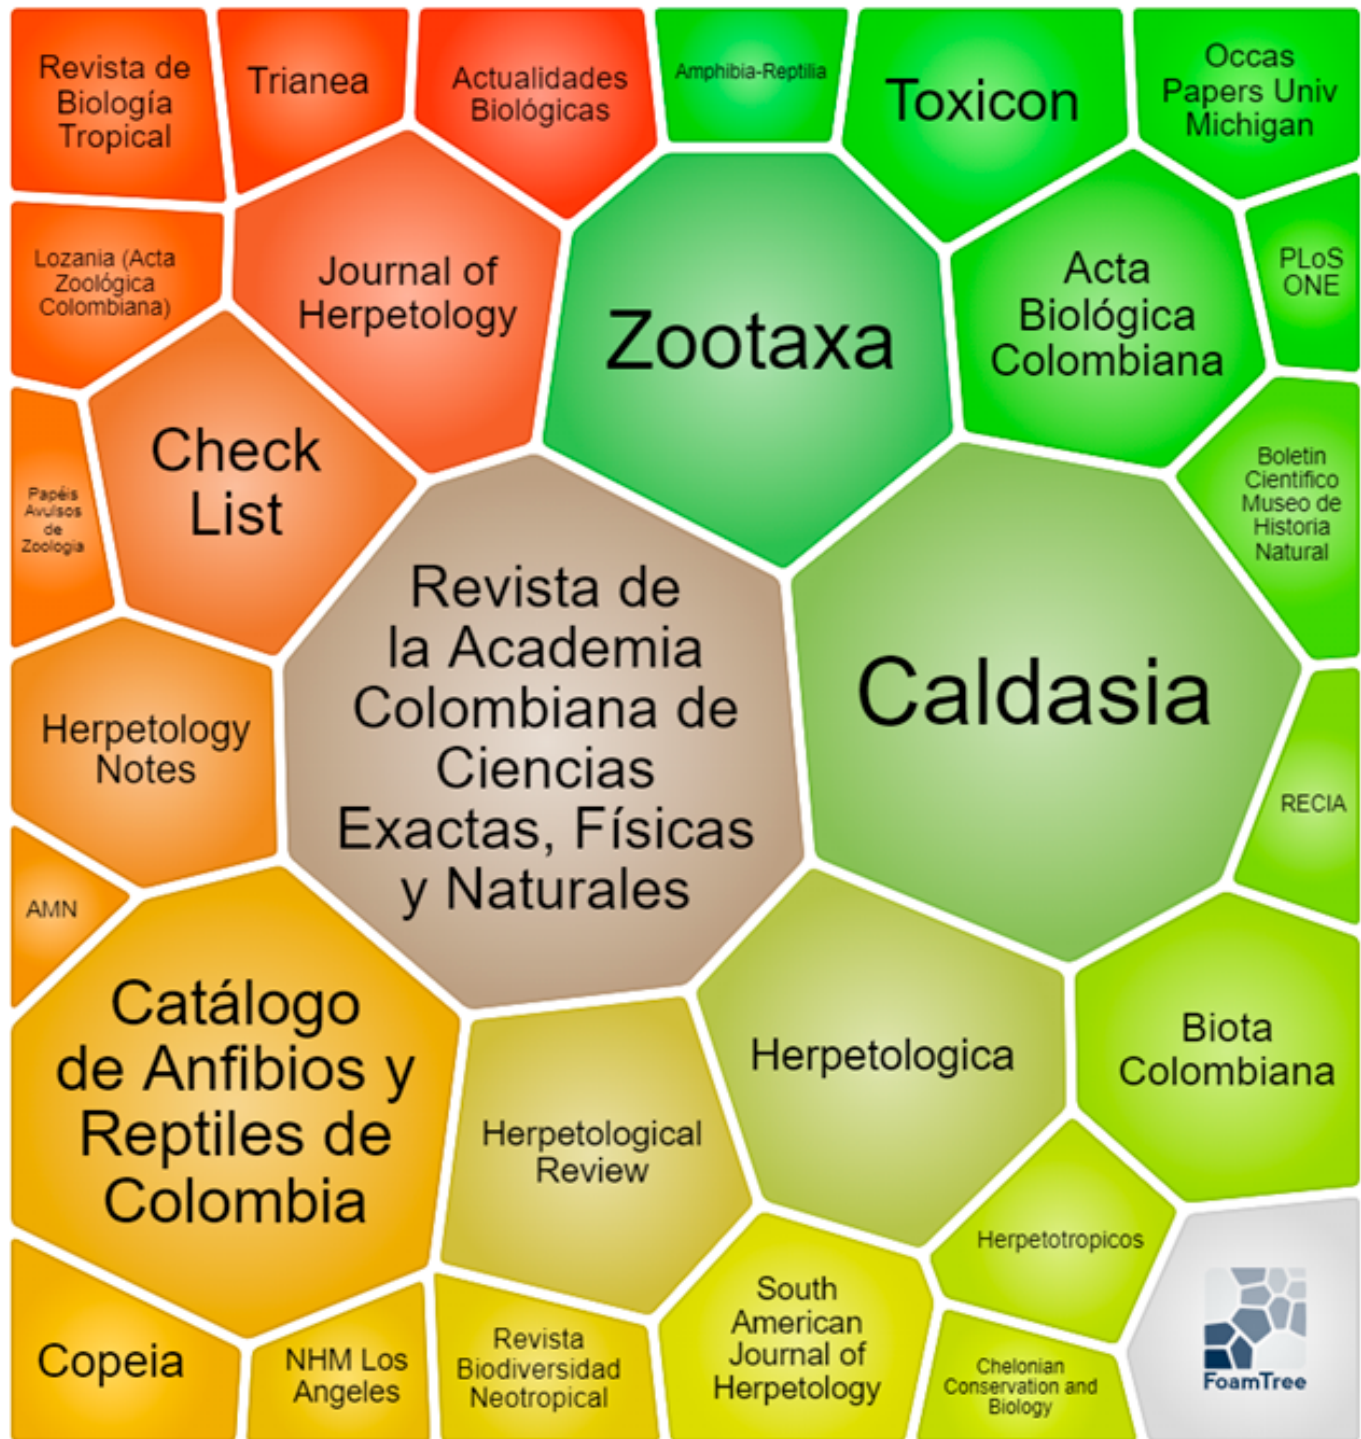 Revista de
Biología
Tropical
Trianea
Actualidades
Biológicas
Amphibia-Reptilia
Toxicon
Occas
Papers Univ
Michigan
Lozania (Acta
Zoológica
Colombiana)
Journal of
Herpetology
Zootaxa
Acta
Biológica
Colombiana
PLoS
ONE
Check
List
Papéis
Avulsos
de
Zoologia
Boletin
Cientifico
Museo de
Historia
Natural
Revista de
la Academia
Colombiana de
Ciencias
Exactas, Físicas
y Naturales
Caldasia
Herpetology
Notes
RECIA
AMN
Catálogo
de Anfibios y
Reptiles de
Colombia
Herpetological
Review
Herpetologica
Biota
Colombiana
Herpetotropicos
Copeia
NHM Los
Angeles
Revista
Biodiversidad
Neotropical
South
American
Journal of
Herpetology
Chelonian
Conservation and
Biology
FoamTree